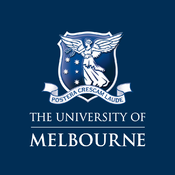 POSTERA CRESCAM LAUDE
THE UNIVERSITY OF
MELBOURNE